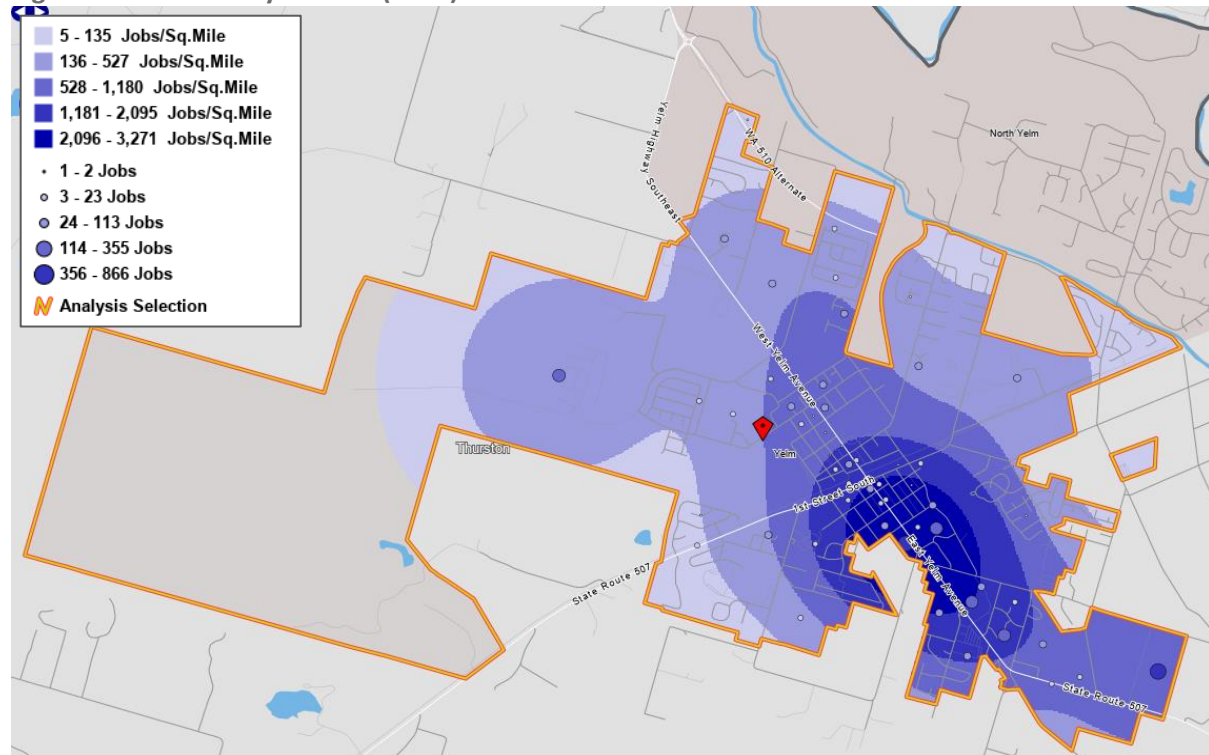 5 - 135 Jobs/Sq.Mile
136 - 527 Jobs/Sq.Mile
528 - 1,180 Jobs/Sq.Mile
1,181 - 2,095 Jobs/Sq.Mile
2,096 - 3,271 Jobs/Sq.Mile
1 - 2 Jobs
3 - 23 Jobs
24 - 113 Jobs
114 - 355 Jobs
356 - 866 Jobs
Analysis Selection
Yelm Highway Southeast
WA 510 Alternate
North Yelm
West Yelm Avenue
Thurston
Yelm
1st Street South
State Route 507
East Yelm Avenue
State Route 507